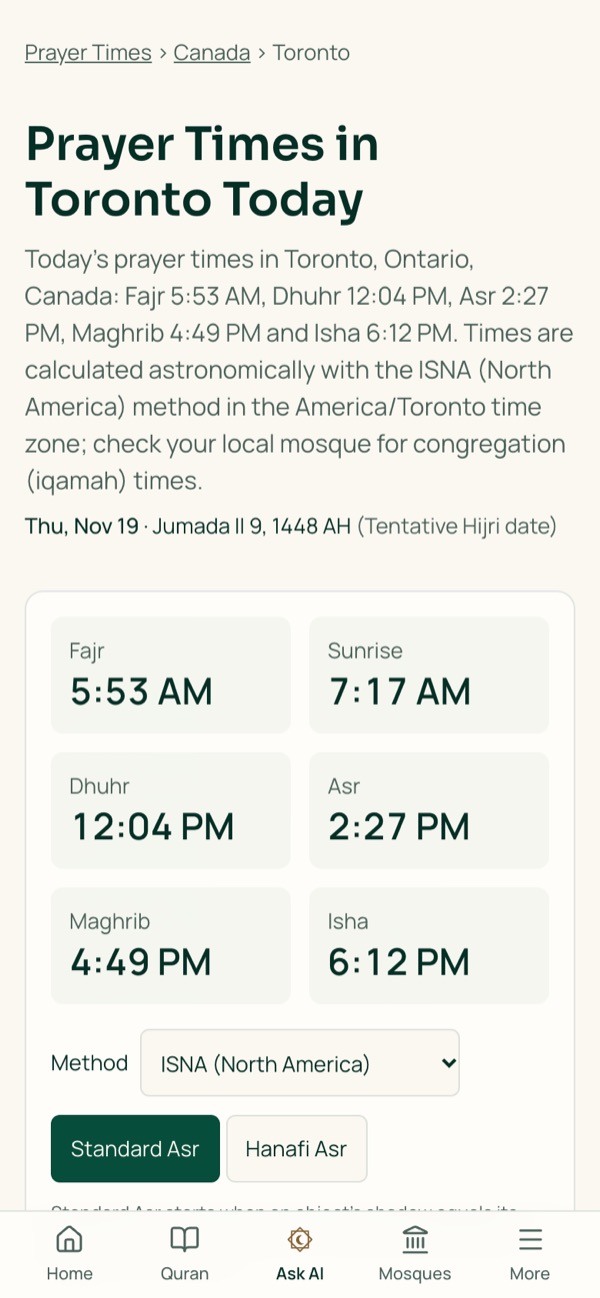 Prayer Times > Canada > Toronto
Prayer Times in
Toronto Today
Today's prayer times in Toronto, Ontario,
Canada: Fajr 5:53 AM, Dhuhr 12:04 PM, Asr 2:27
PM, Maghrib 4:49 PM and Isha 6:12 PM. Times are
calculated astronomically with the ISNA (North
America) method in the America/Toronto time
zone; check your local mosque for congregation
(iqamah) times.
Thu, Nov 19 · Jumada II 9, 1448 AH (Tentative Hijri date)
Fajr
5:53 AM
Sunrise
7:17 AM
Dhuhr
12:04 PM
Asr
2:27 PM
Maghrib
4:49 PM
Isha
6:12 PM
Method ISNA (North America)
Standard Asr Hanafi Asr
Home Quran Ask AI Mosques More